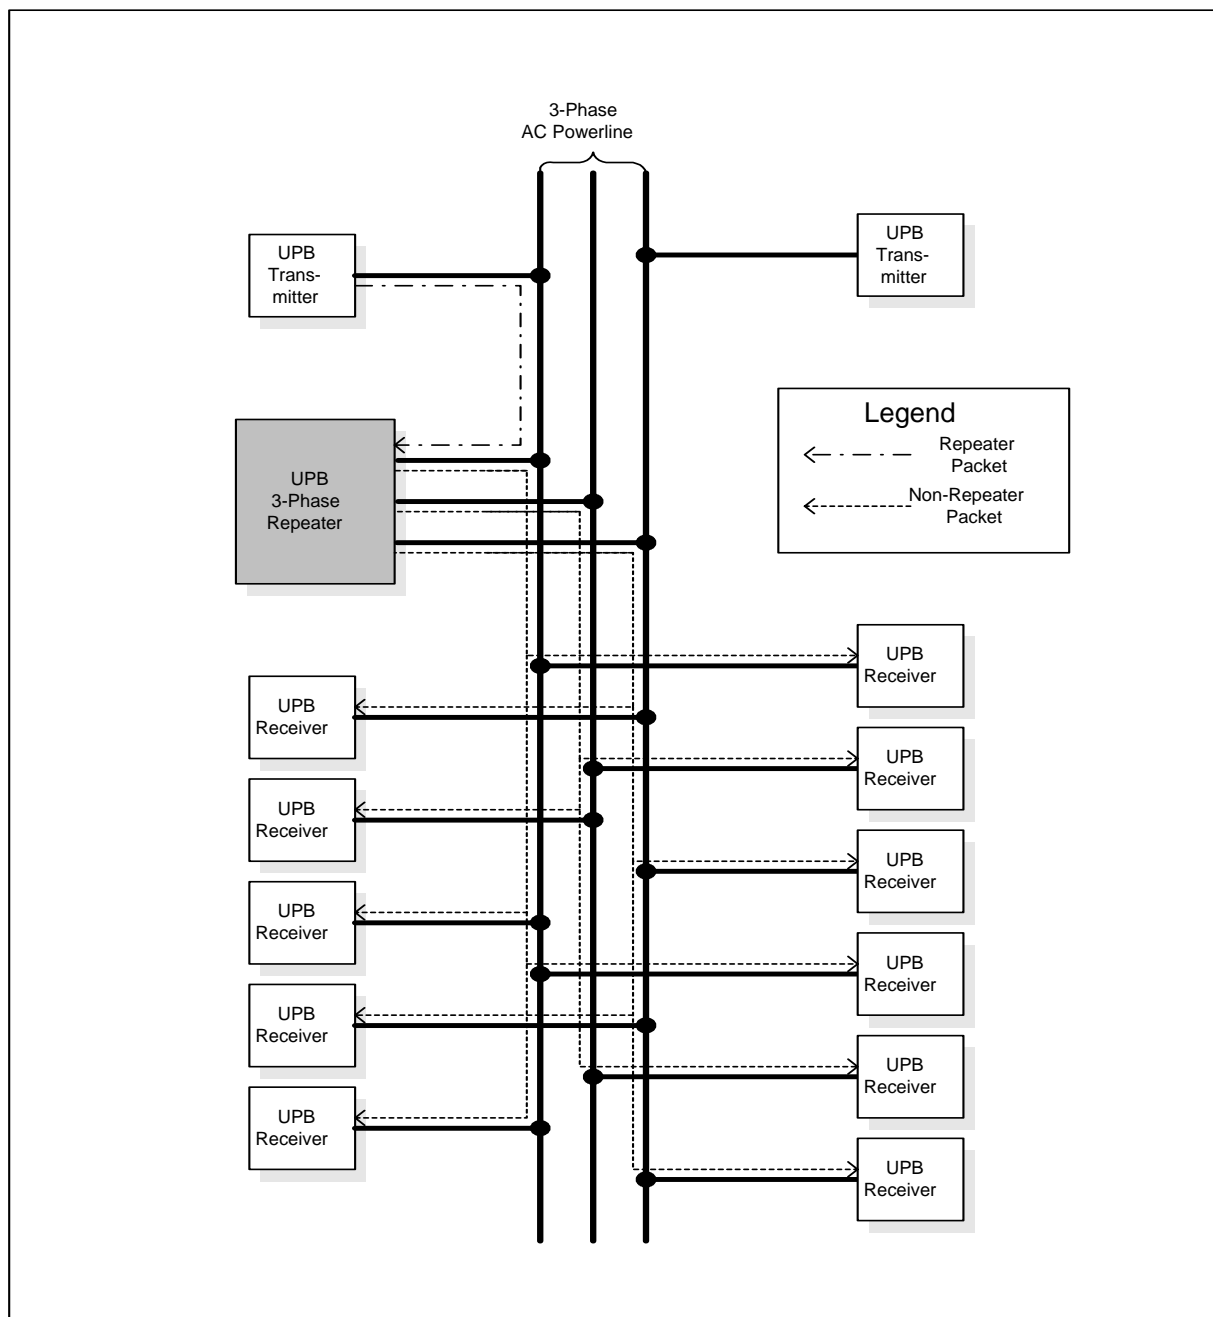 3-Phase
AC Powerline
UPB
Trans-
mitter
UPB
Trans-
mitter
Legend
Repeater
Packet
Non-Repeater
Packet
UPB
3-Phase
Repeater
UPB
Receiver
UPB
Receiver
UPB
Receiver
UPB
Receiver
UPB
Receiver
UPB
Receiver
UPB
Receiver
UPB
Receiver
UPB
Receiver
UPB
Receiver
UPB
Receiver